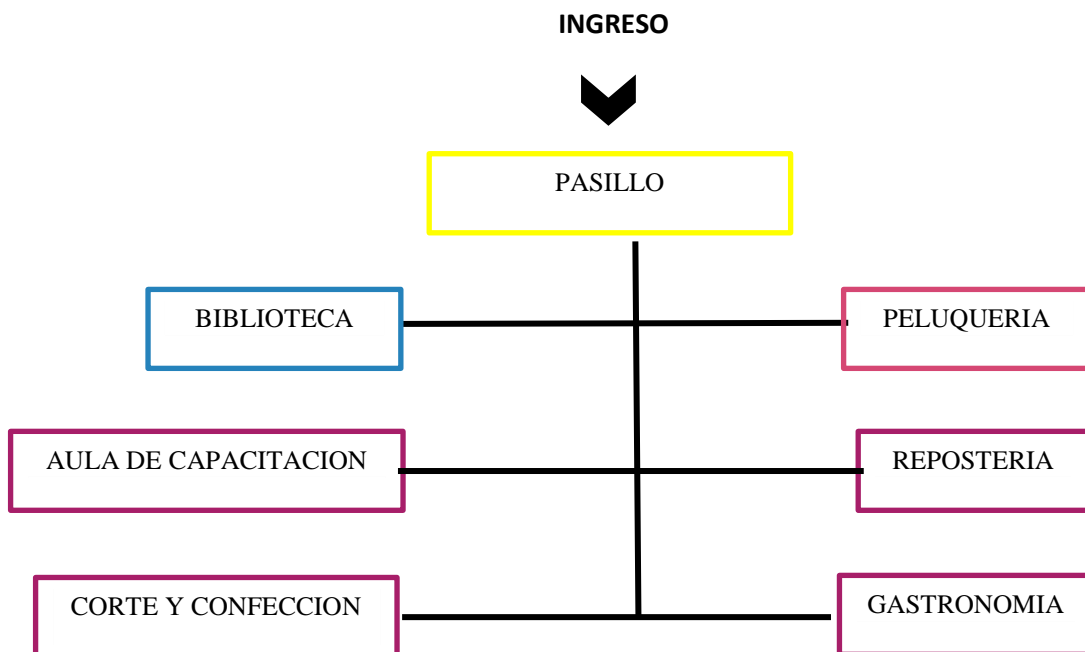 INGRESO
PASILLO
BIBLIOTECA
PELUQUERIA
AULA DE CAPACITACION
REPOSTERIA
CORTE Y CONFECCION
GASTRONOMIA